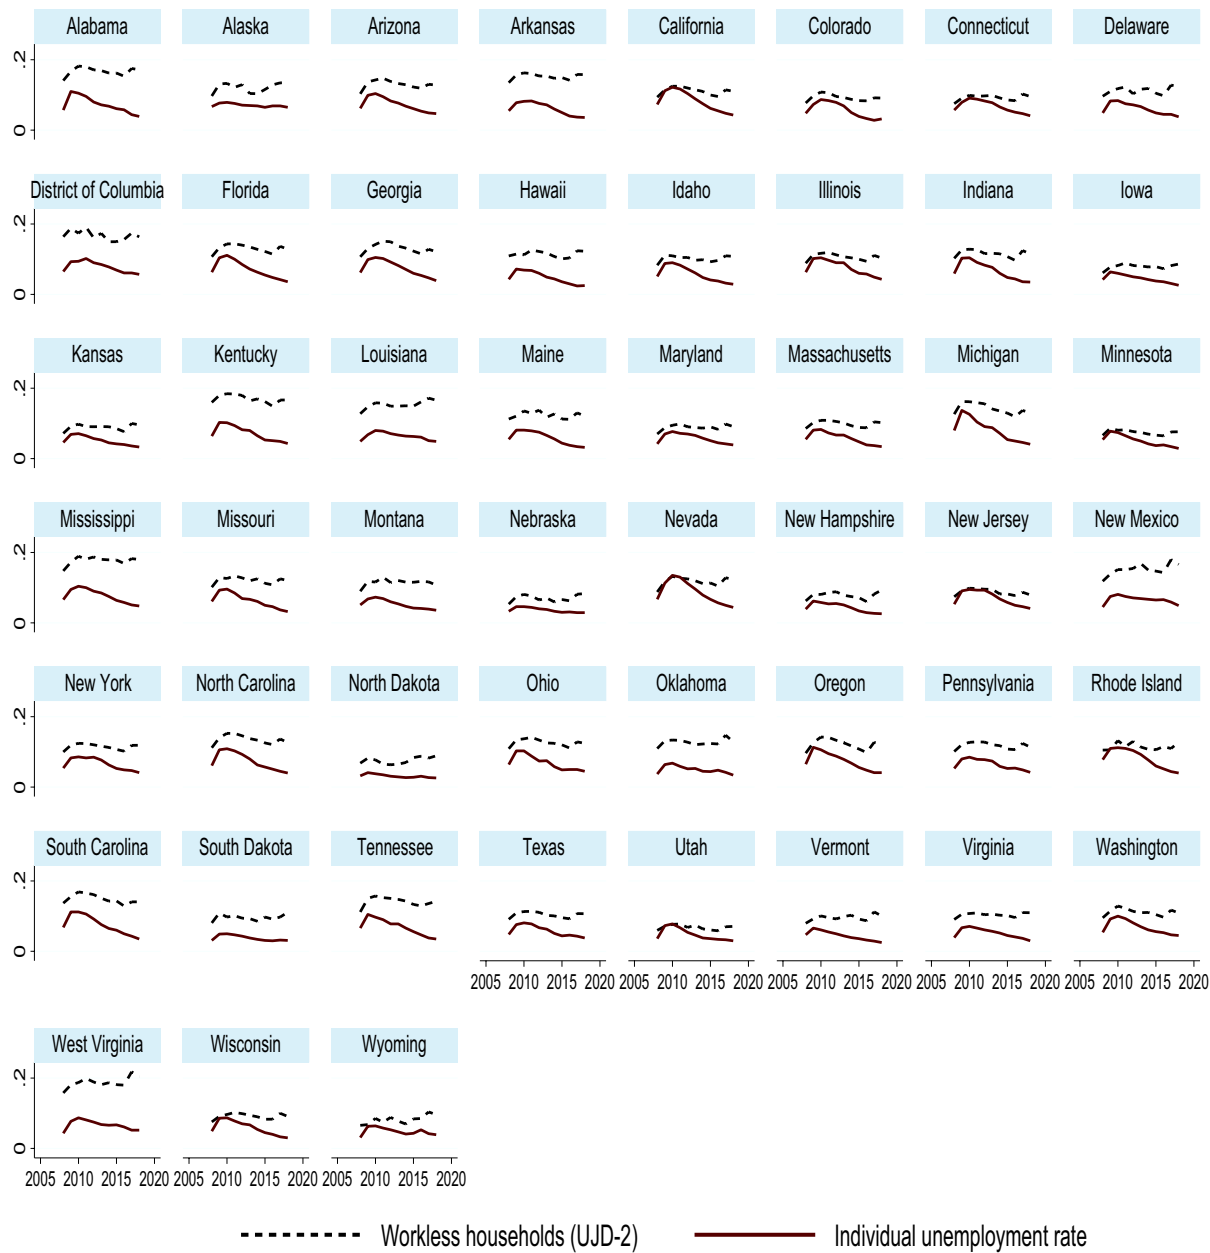 Alabama Alaska Arizona Arkansas California Colorado Connecticut Delaware
.2
0
District of Columbia Florida Georgia Hawaii Idaho Illinois Indiana Iowa
.2
0
Kansas Kentucky Louisiana Maine Maryland Massachusetts Michigan Minnesota
.2
0
Mississippi Missouri Montana Nebraska Nevada New Hampshire New Jersey New Mexico
.2
0
New York North Carolina North Dakota Ohio Oklahoma Oregon Pennsylvania Rhode Island
.2
0
South Carolina South Dakota Tennessee Texas Utah Vermont Virginia Washington
.2
0
2005 2010 2015 2020 2005 2010 2015 2020 2005 2010 2015 2020 2005 2010 2015 2020 2005 2010 2015 2020
West Virginia Wisconsin Wyoming
.2
0
2005 2010 2015 2020 2005 2010 2015 2020 2005 2010 2015 2020
Workless households (UJD-2) Individual unemployment rate